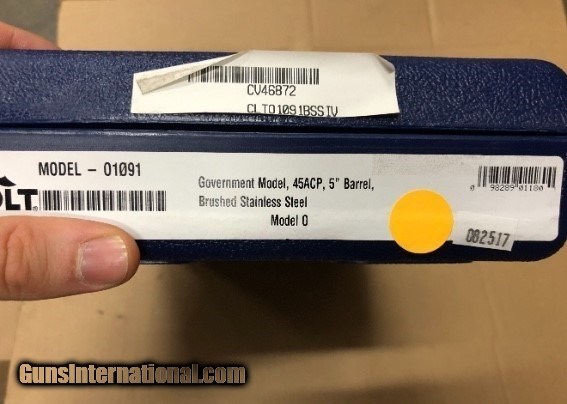 CV46872
CLT01091BSSIV
MODEL - 01091
OLT
Government Model, 45ACP, 5" Barrel,
Brushed Stainless Steel
Model O
0 98289 01180
082517
GunsInternational.com